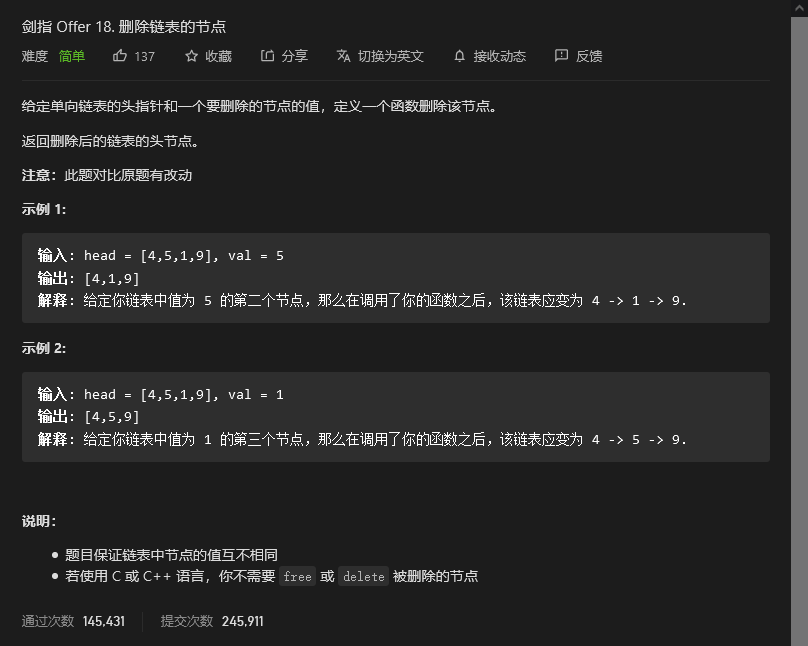 剑指 Offer 18. 删除链表的节点
难度 简单 137 收藏 分享 切换为英文 接收动态 反馈
给定单向链表的头指针和一个要删除的节点的值，定义一个函数删除该节点。
返回删除后的链表的头节点。
注意：此题对比原题有改动
示例 1:
输入: head = [4,5,1,9], val = 5
输出: [4,1,9]
解释: 给定你链表中值为 5 的第二个节点，那么在调用了你的函数之后，该链表应变为 4 -> 1 -> 9.
示例 2:
输入: head = [4,5,1,9], val = 1
输出: [4,5,9]
解释: 给定你链表中值为 1 的第三个节点，那么在调用了你的函数之后，该链表应变为 4 -> 5 -> 9.
说明：
• 题目保证链表中节点的值互不相同
• 若使用 C 或 C++ 语言，你不需要 free 或 delete 被删除的节点
通过次数 145,431 提交次数 245,911